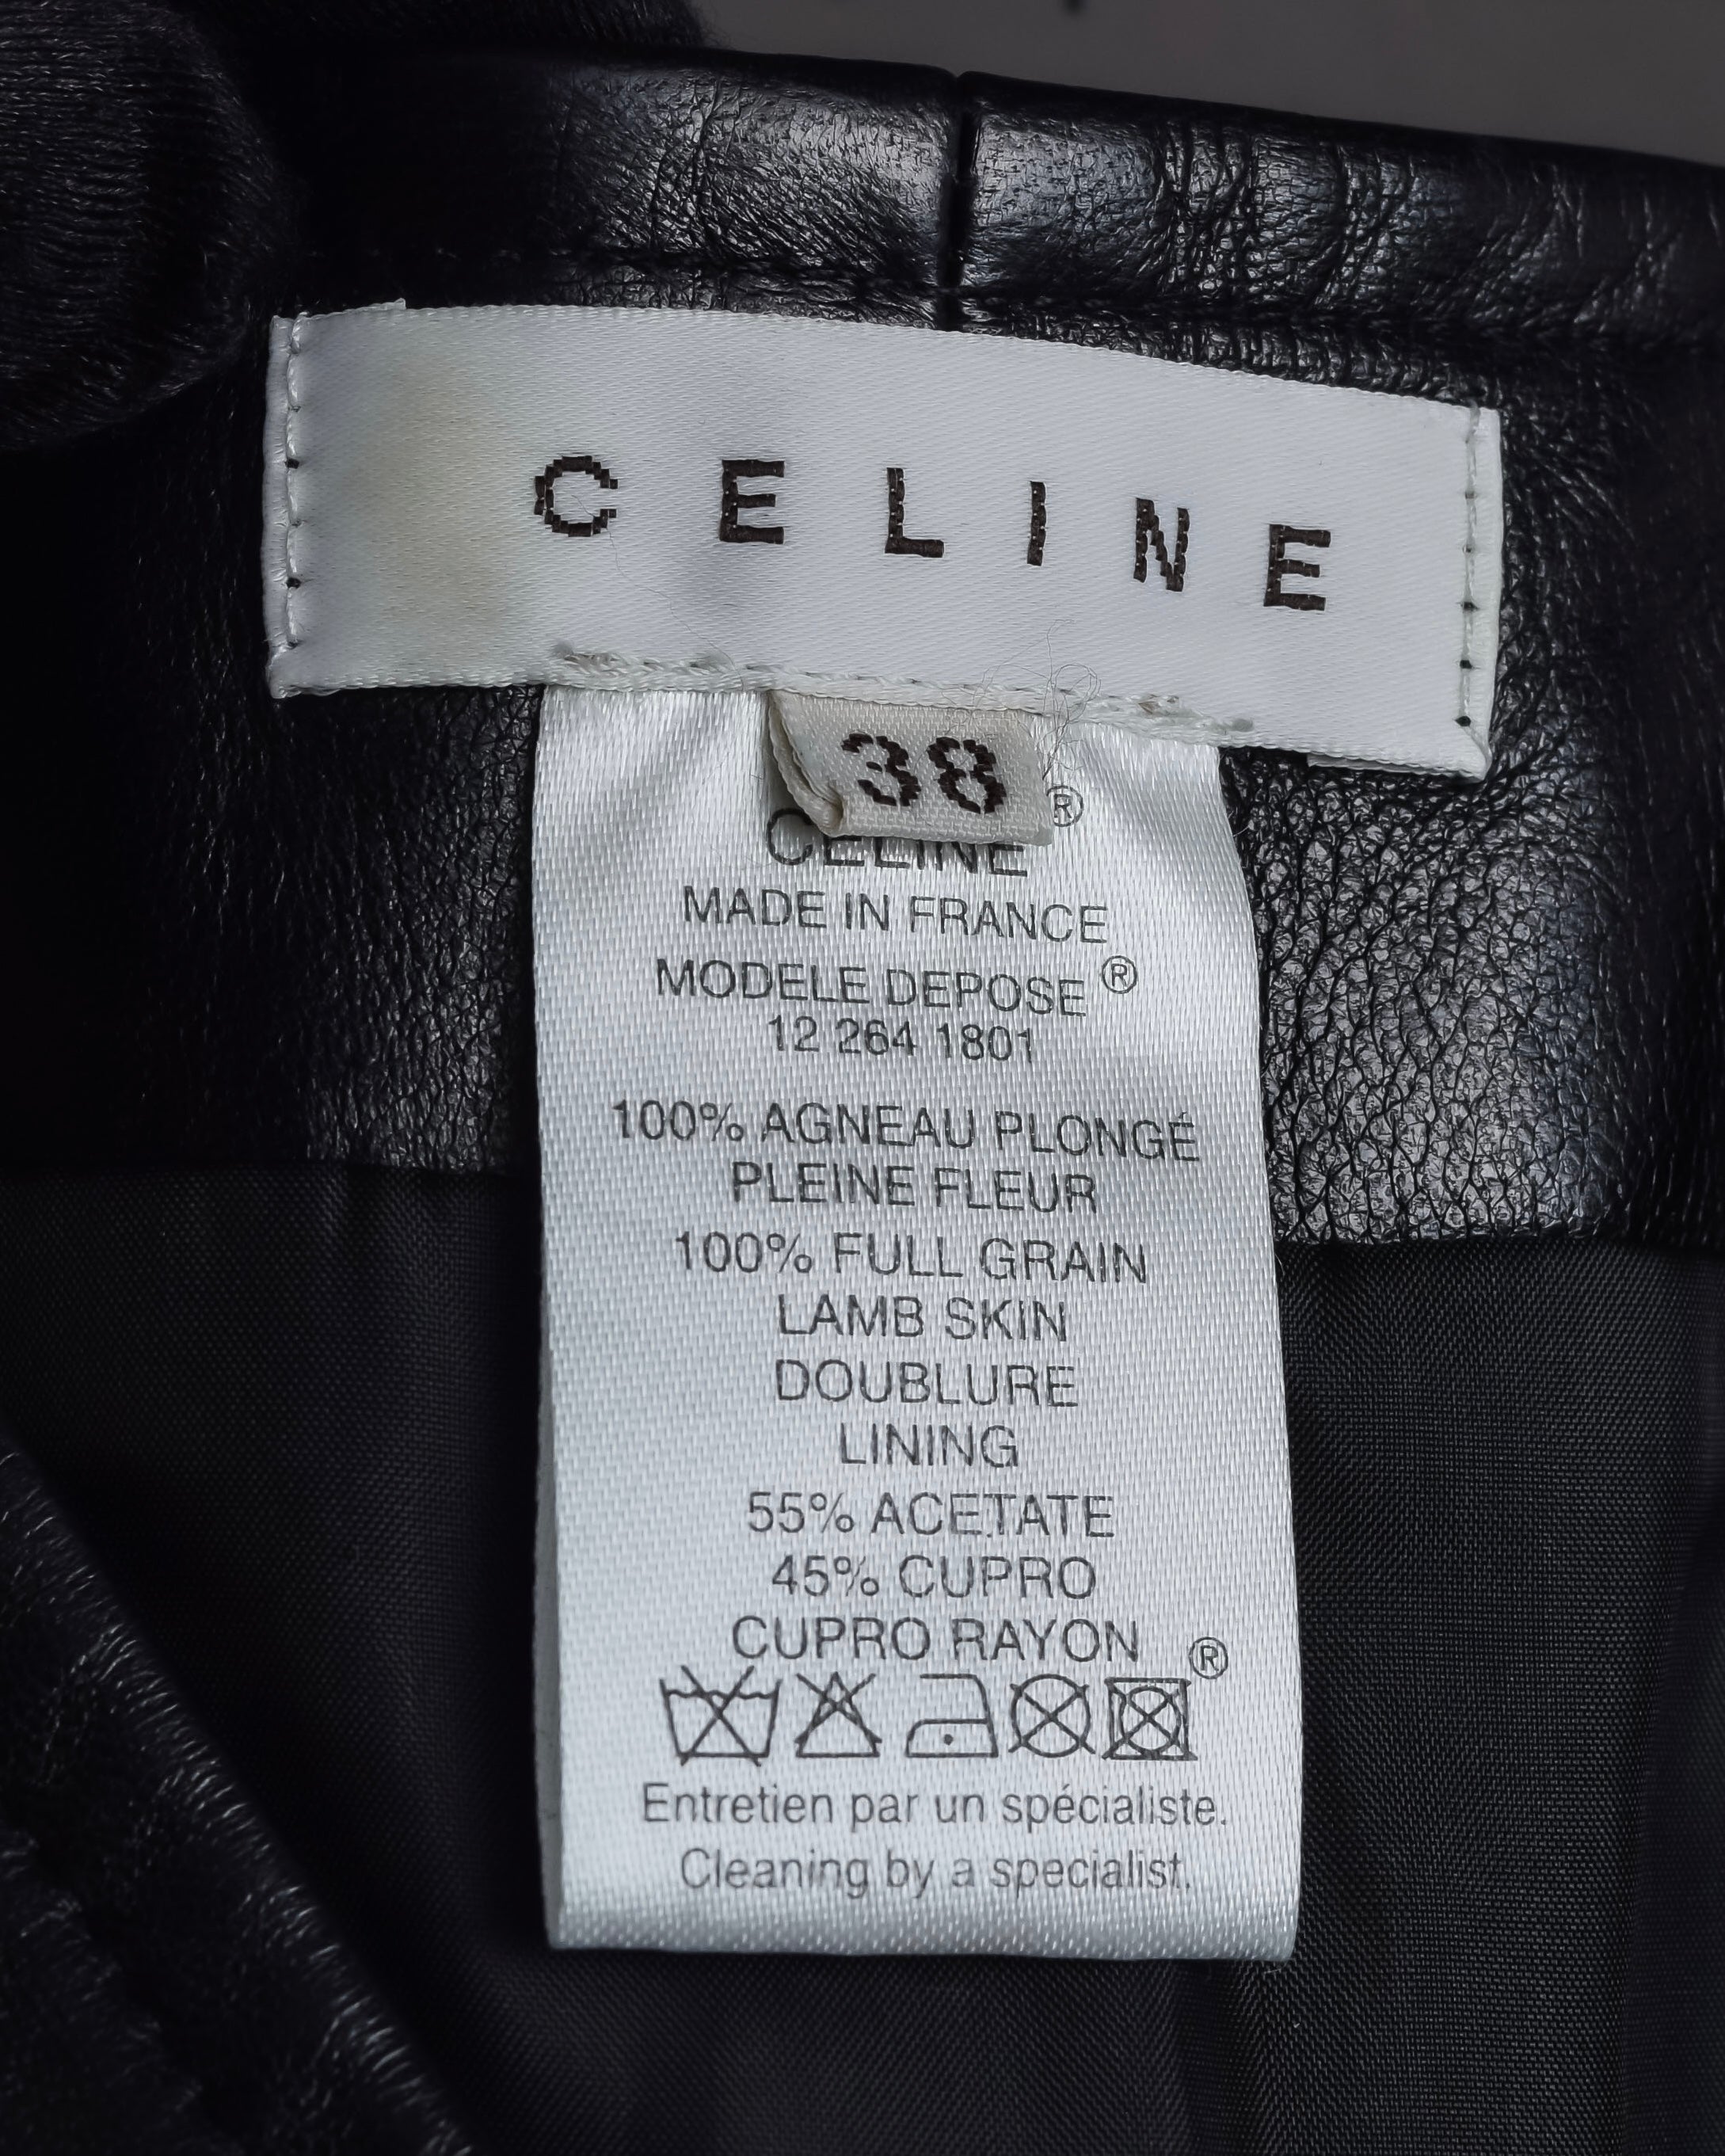 CELINE
38
CELINE ®
MADE IN FRANCE
MODELE DEPOSE ®
12 264 1801
100% AGNEAU PLONGÉ
PLEINE FLEUR
100% FULL GRAIN
LAMB SKIN
DOUBLURE
LINING
55% ACETATE
45% CUPRO
CUPRO RAYON
®
Entretien par un spécialiste.
Cleaning by a specialist.